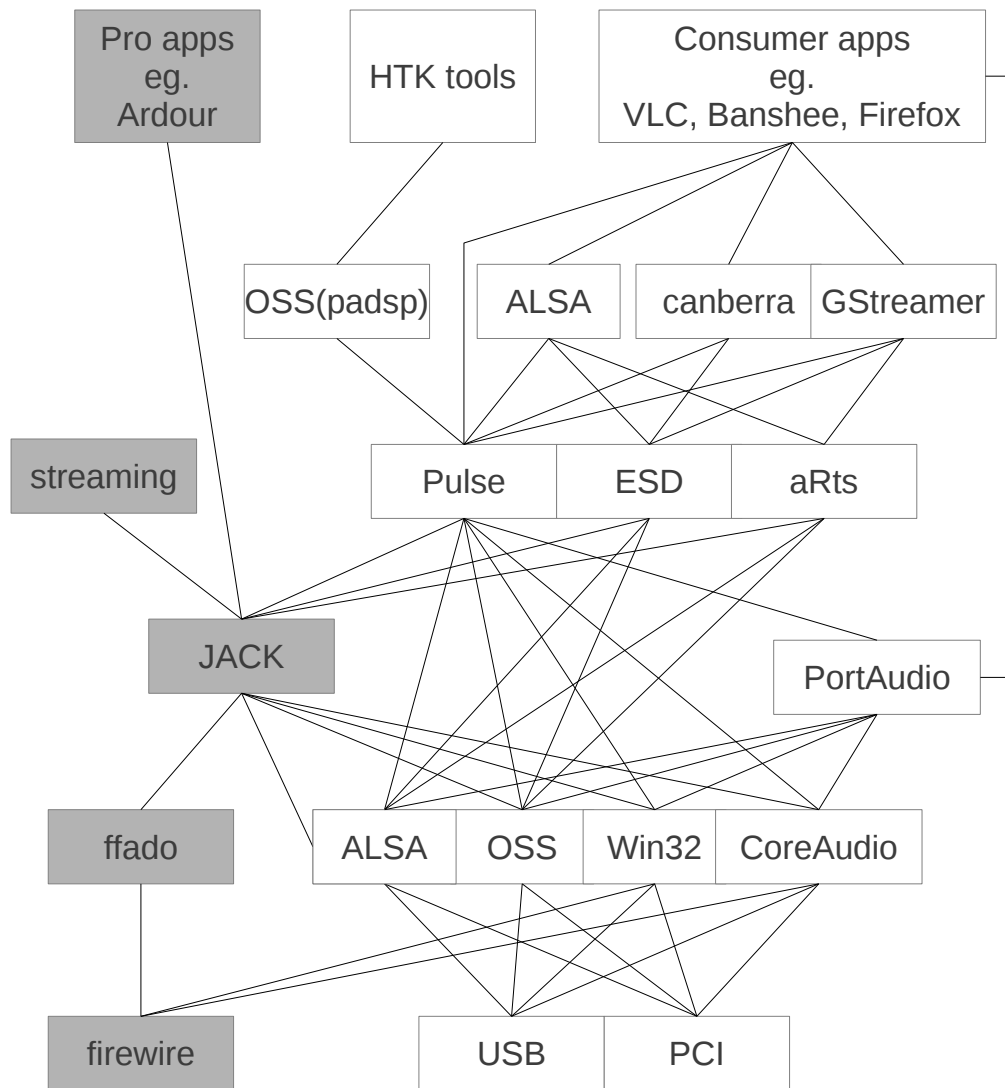 Pro apps
eg.
Ardour
HTK tools
Consumer apps
eg.
VLC, Banshee, Firefox
OSS(padsp)
ALSA
canberra
GStreamer
streaming
Pulse
ESD
aRts
JACK
PortAudio
ffado
ALSA
OSS
Win32
CoreAudio
firewire
USB
PCI